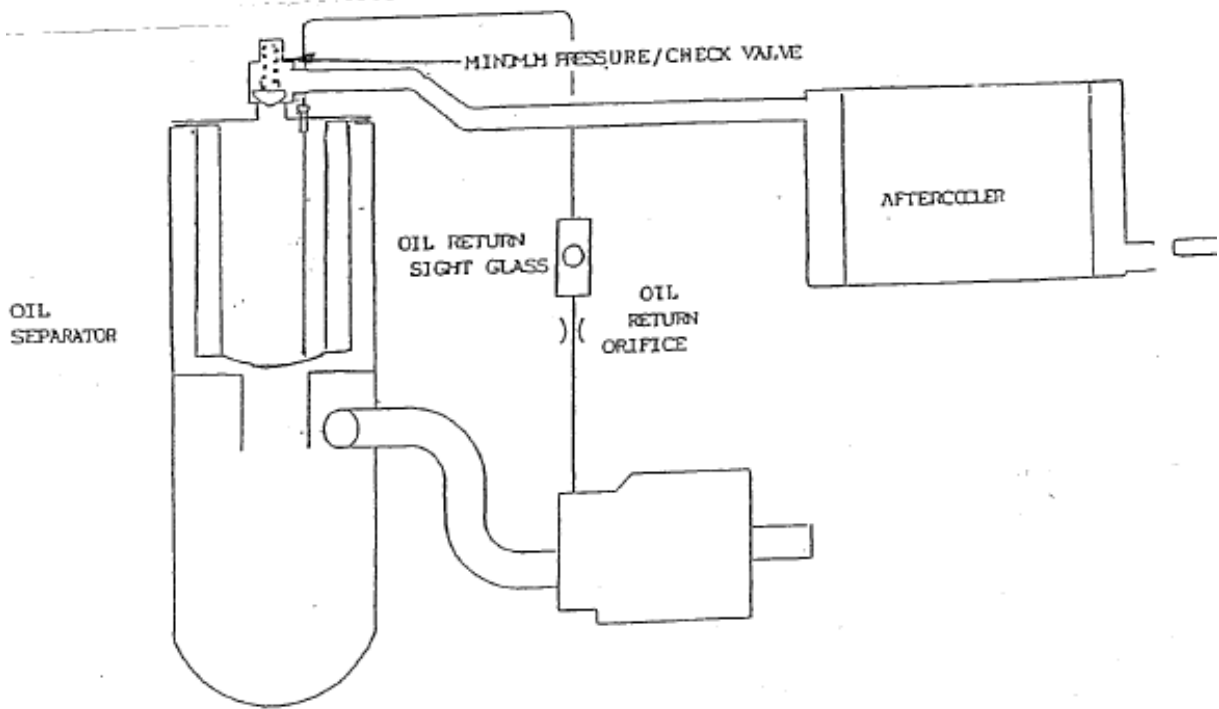 MINIMUM PRESSURE/CHECK VALVE
AFTERCOOLER
OIL RETURN
SIGHT GLASS
OIL
RETURN
ORIFICE
OIL
SEPARATOR